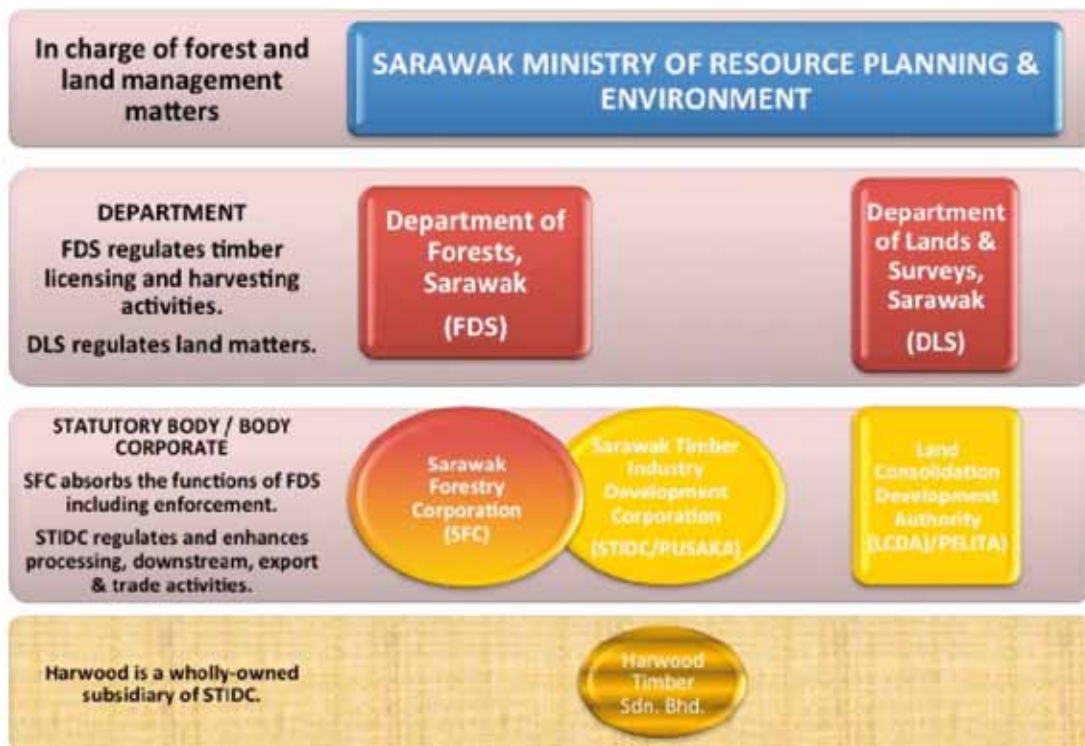 In charge of forest and
land management
matters
SARAWAK MINISTRY OF RESOURCE PLANNING &
ENVIRONMENT
DEPARTMENT
FDS regulates timber
licensing and harvesting
activities.
DLS regulates land matters.
Department of
Forests,
Sarawak
(FDS)
Department
of Lands &
Surveys,
Sarawak
(DLS)
STATUTORY BODY / BODY
CORPORATE
SFC absorbs the functions of FDS
including enforcement.
STIDC regulates and enhances
processing, downstream, export
& trade activities.
Sarawak
Forestry
Corporation
(SFC)
Sarawak Timber
Industry
Development
Corporation
(STIDC/PUSAKA)
Land
Consolidation
Development
Authority
(LCDA)/PELITA)
Harwood is a wholly-owned
subsidiary of STIDC.
Harwood
Timber
Sdn. Bhd.